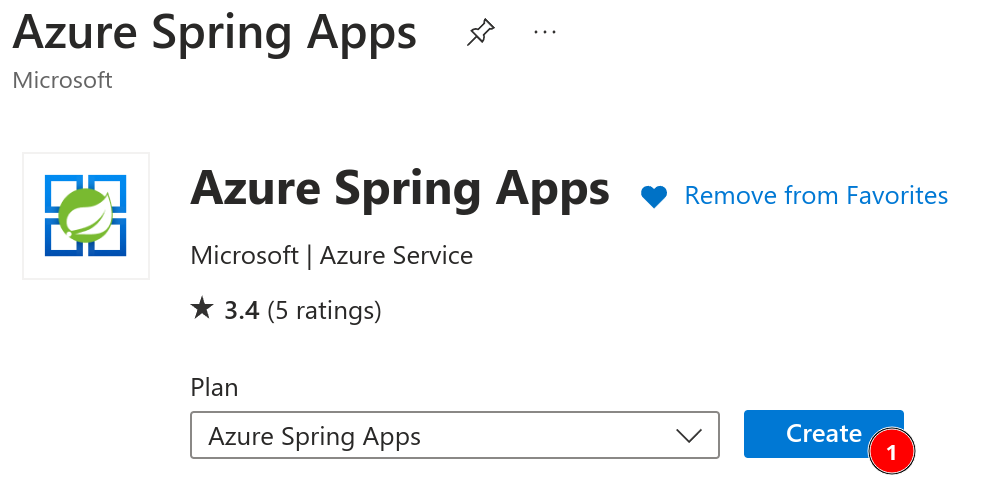 Azure Spring Apps ...
Microsoft
Azure Spring Apps
Remove from Favorites
Microsoft | Azure Service
★ 3.4 (5 ratings)
Plan
Azure Spring Apps
Create
1